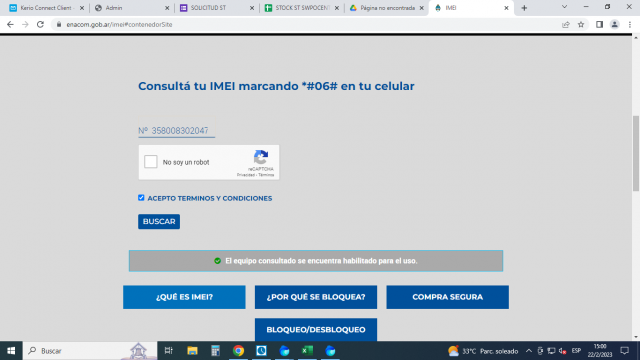 Kerio Connect Client
Admin
SOLICITUD ST
STOCK ST SWPOCENT
Página no encontrada
IMEI
enacom.gob.ar/imei#contenedorSite
Consultá tu IMEI marcando *#06# en tu celular
Nº 358008302047
No soy un robot
reCAPTCHA
Privacidad - Términos
ACEPTO TERMINOS Y CONDICIONES
BUSCAR
El equipo consultado se encuentra habilitado para el uso.
¿QUÉ ES IMEI?
¿POR QUÉ SE BLOQUEA?
COMPRA SEGURA
BLOQUEO/DESBLOQUEO
Buscar
33°C Parc. soleado
ESP
15:00
22/2/2023